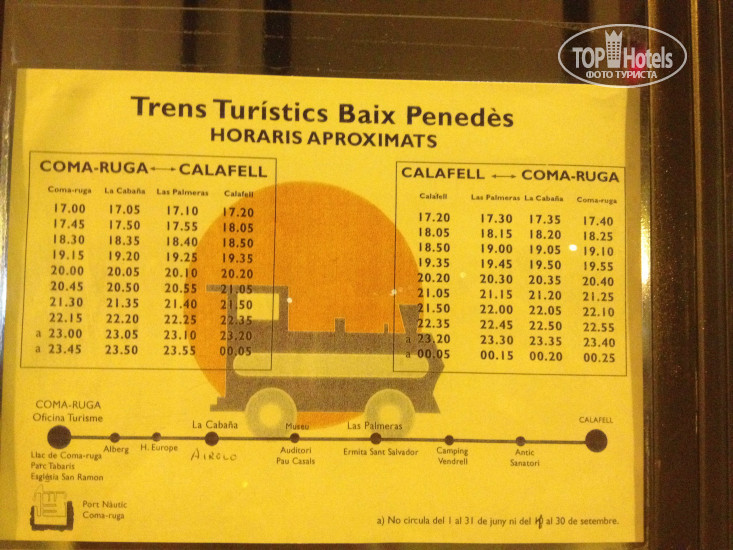 TOP Hotels
ФОТО ТУРИСТА
Trens Turístics Baix Penedès
HORARIS APROXIMATS
COMA-RUGA ←→ CALAFELL
Coma-ruga La Cabaña Las Palmeras Calafell
17.00 17.05 17.10 17.20
17.45 17.50 17.55 18.05
18.30 18.35 18.40 18.50
19.15 19.20 19.25 19.35
20.00 20.05 20.10 20.20
20.45 20.50 20.55 21.05
21.30 21.35 21.40 21.50
22.15 22.20 22.25 22.35
a 23.00 23.05 23.10 23.20
a 23.45 23.50 23.55 00.05
CALAFELL ←→ COMA-RUGA
Calafell Las Palmeras La Cabaña Coma-ruga
17.20 17.30 17.35 17.40
18.05 18.15 18.20 18.25
18.50 19.00 19.05 19.10
19.35 19.45 19.50 19.55
20.20 20.30 20.35 20.40
21.05 21.15 21.20 21.25
21.50 22.00 22.05 22.10
22.35 22.45 22.50 22.55
a 23.20 23.30 23.35 23.40
a 00.05 00.15 00.20 00.25
COMA-RUGA
Oficina Turisme
Llac de Coma-ruga
Parc Tabaris
Església San Ramon
Alberg
H. Europe
La Cabaña
Museu
Auditori
Pau Casals
Las Palmeras
Ermita Sant Salvador
Camping
Vendrell
Antic
Sanatori
CALAFELL
Port Nàutic
Coma-ruga
a) No circula del 1 al 31 de juny ni del al 30 de setembre.